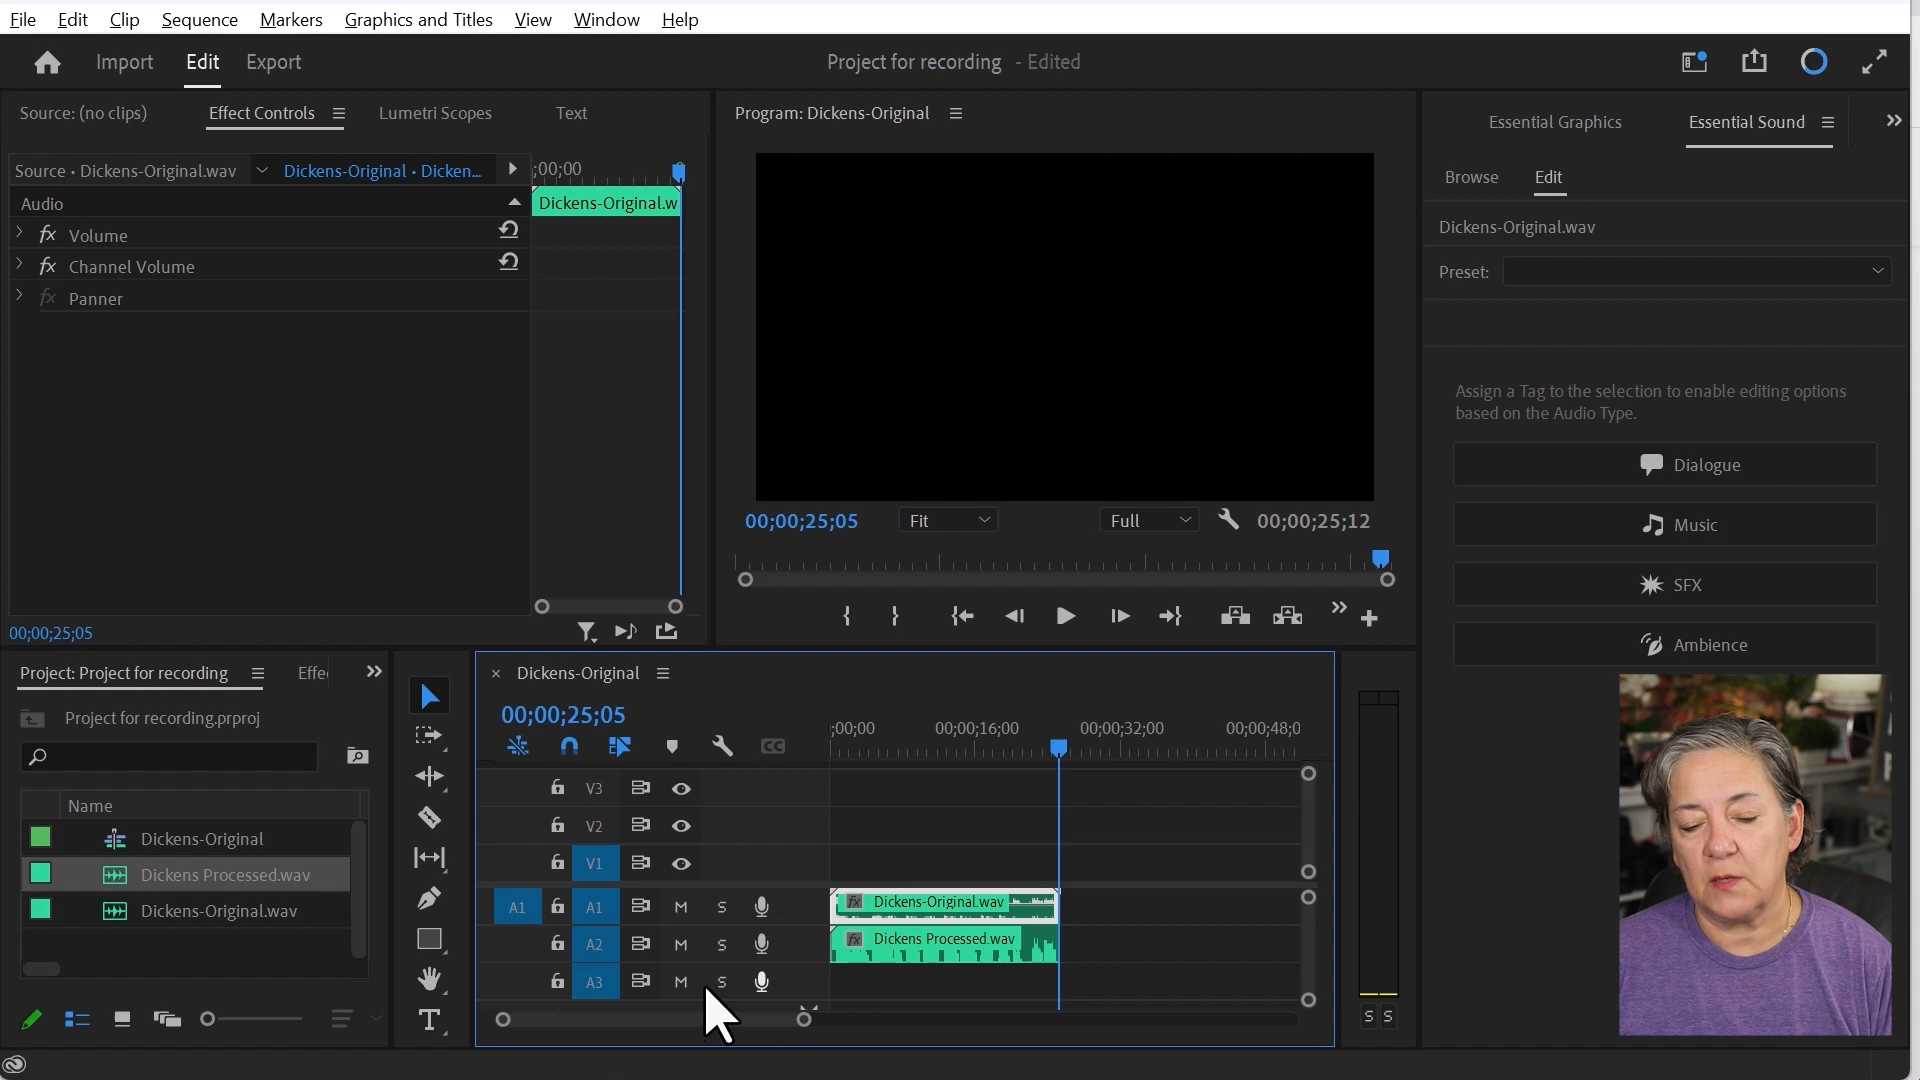 File Edit Clip Sequence Markers Graphics and Titles View Window Help
Import Edit Export Project for recording - Edited
Source: (no clips) Effect Controls Lumetri Scopes Text
Program: Dickens-Original
Essential Graphics Essential Sound
Source • Dickens-Original.wav Dickens-Original • Dicken... ;00;00
Browse Edit
Audio Dickens-Original.w
Dickens-Original.wav
fx Volume
Preset:
fx Channel Volume
fx Panner
Assign a Tag to the selection to enable editing options
based on the Audio Type.
Dialogue
Music
SFX
Ambience
00;00;25;05 Fit Full 00;00;25;12
00;00;25;05
Project: Project for recording Effe
Project for recording.prproj
Name
Dickens-Original
Dickens Processed.wav
Dickens-Original.wav
T
× Dickens-Original
00;00;25;05
;00;00 00;00;16;00 00;00;32;00 00;00;48;0
CC
V3
V2
V1
A1 A1 M S fx Dickens-Original.wav
A2 M S fx Dickens Processed.wav
A3 M S
S S